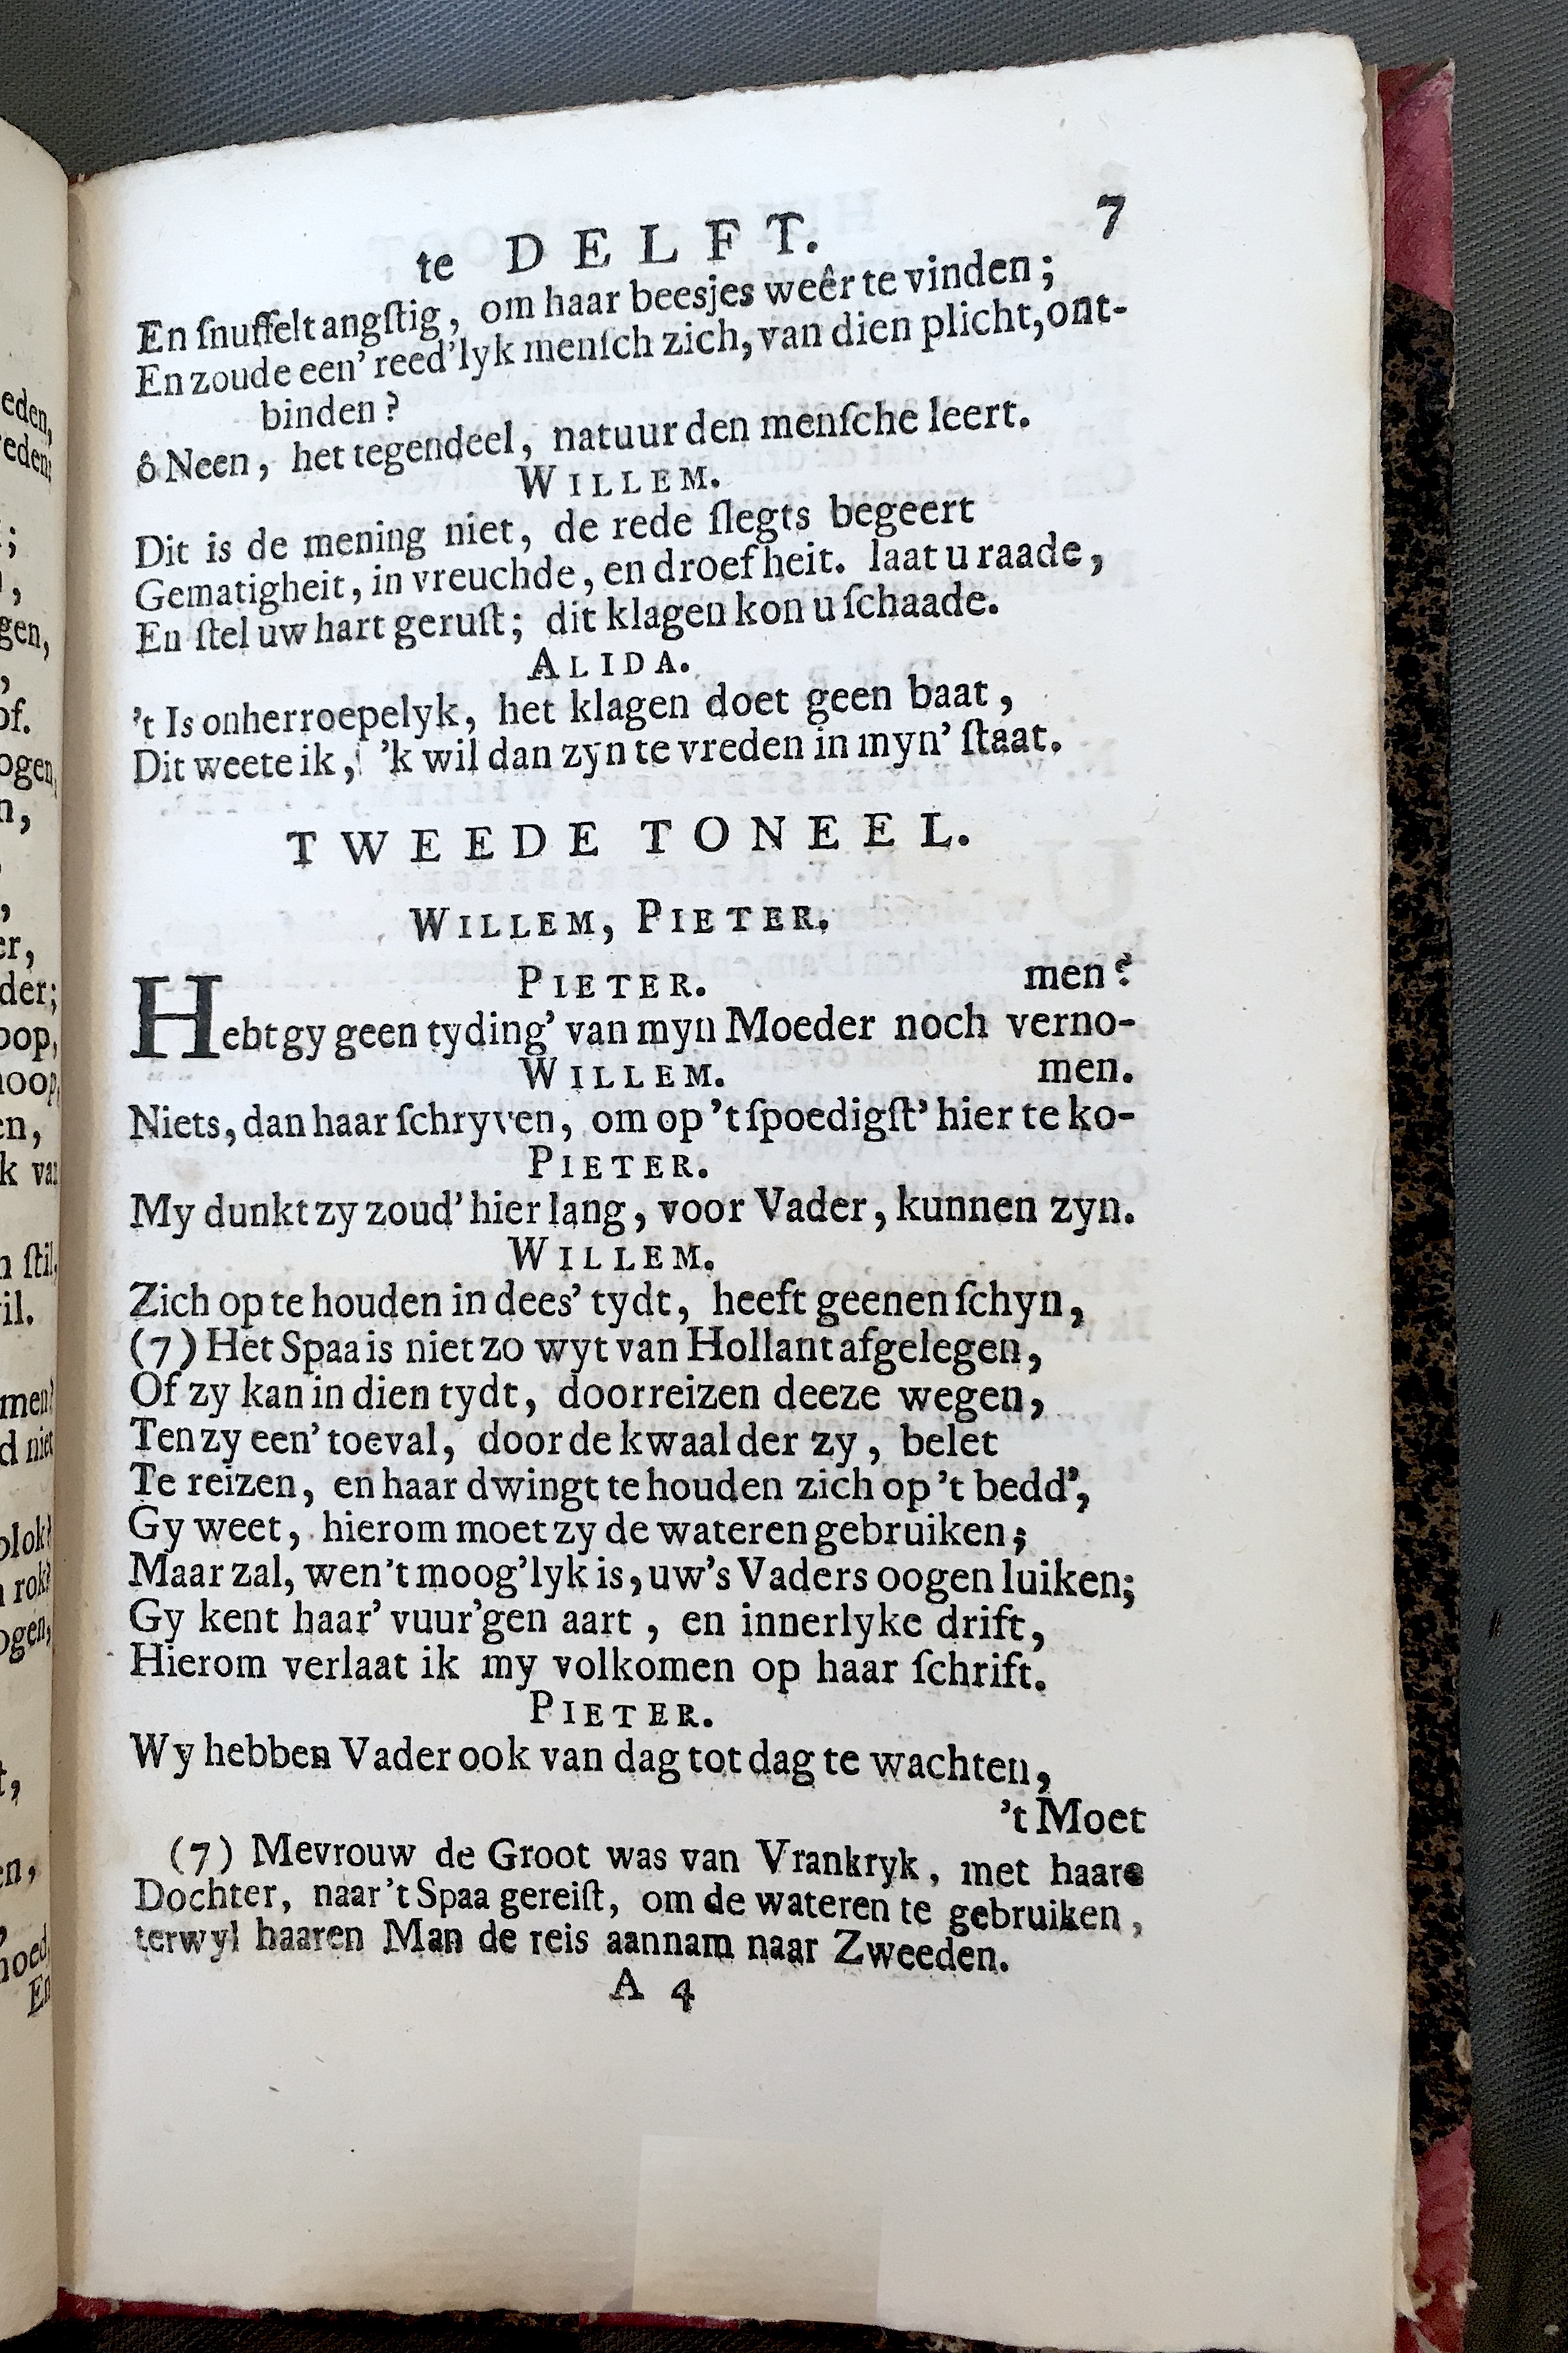 te DELFT. 7
En ſnuffelt angſtig, om haar beesjes weêr te vinden;
En zoude een' reed'lyk menſch zich, van dien plicht, ont-
binden?
ô Neen, het tegendeel, natuur den menſche leert.
WILLEM.
Dit is de mening niet, de rede ſlegts begeert
Gematigheit, in vreuchde, en droefheit. laat u raade,
En ſtel uw hart geruſt; dit klagen kon u ſchaade.
ALIDA.
't Is onherroepelyk, het klagen doet geen baat,
Dit weete ik, 'k wil dan zyn te vreden in myn' ſtaat.
TWEEDE TONEEL.
WILLEM, PIETER.
PIETER. men?
Hebt gy geen tyding' van myn Moeder noch verno-
WILLEM. men.
Niets, dan haar ſchryven, om op 't ſpoedigſt' hier te ko-
PIETER.
My dunkt zy zoud' hier lang, voor Vader, kunnen zyn.
WILLEM.
Zich op te houden in dees' tydt, heeft geenen ſchyn,
(7) Het Spaa is niet zo wyt van Hollant afgelegen,
Of zy kan in dien tydt, doorreizen deeze wegen,
Ten zy een' toeval, door de kwaal der zy, belet
Te reizen, en haar dwingt te houden zich op 't bedd',
Gy weet, hierom moet zy de wateren gebruiken;
Maar zal, wen't moog'lyk is, uw's Vaders oogen luiken;
Gy kent haar' vuur'gen aart, en innerlyke drift,
Hierom verlaat ik my volkomen op haar ſchrift.
PIETER.
Wy hebben Vader ook van dag tot dag te wachten,
't Moet
(7) Mevrouw de Groot was van Vrankryk, met haare
Dochter, naar 't Spaa gereiſt, om de wateren te gebruiken,
terwyl haaren Man de reis aannam naar Zweeden.
A 4